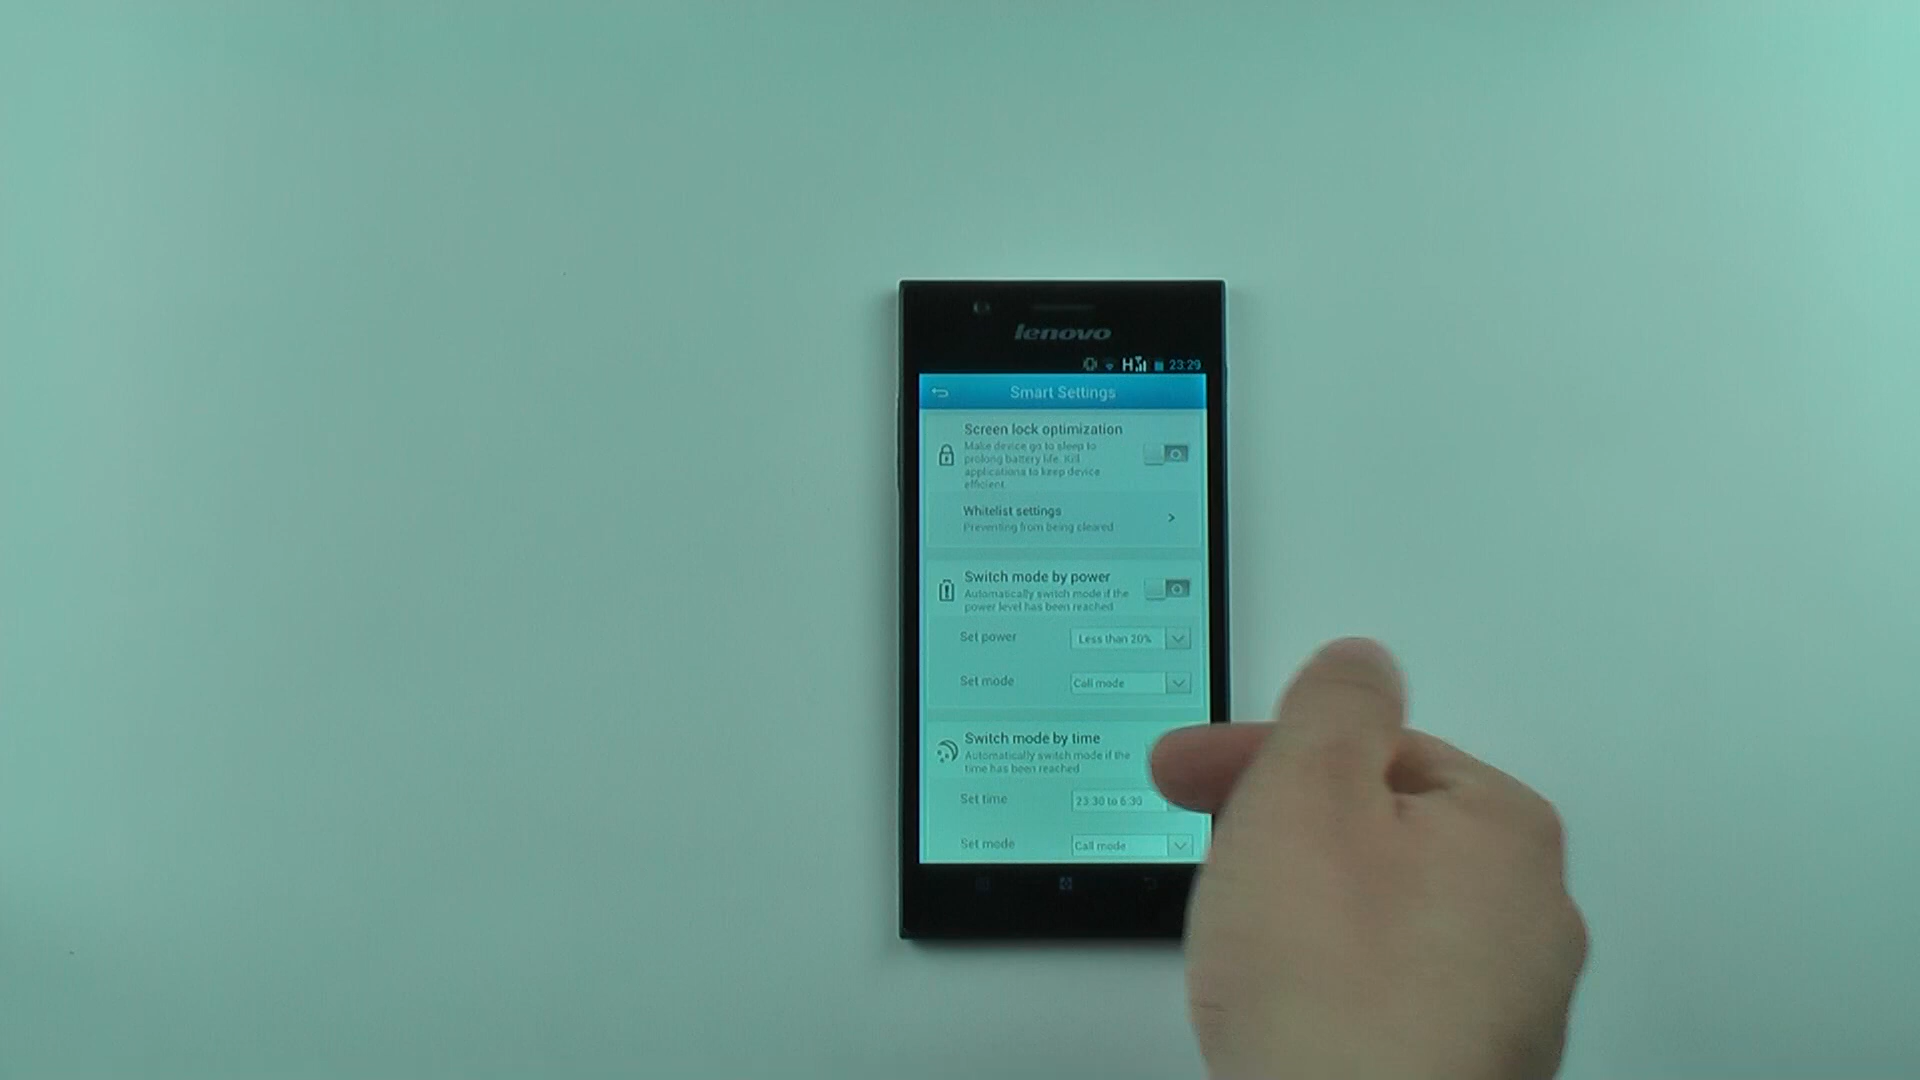 lenovo
H 23:29
Smart Settings
Screen lock optimization
Make device go to sleep to
prolong battery life. Kill
applications to keep device
efficient.
Whitelist settings
Preventing from being cleared
Switch mode by power
Automatically switch mode if the
power level has been reached
Set power Less than 20%
Set mode Call mode
Switch mode by time
Automatically switch mode if the
time has been reached
Set time 23:30 to 6:30
Set mode Call mode